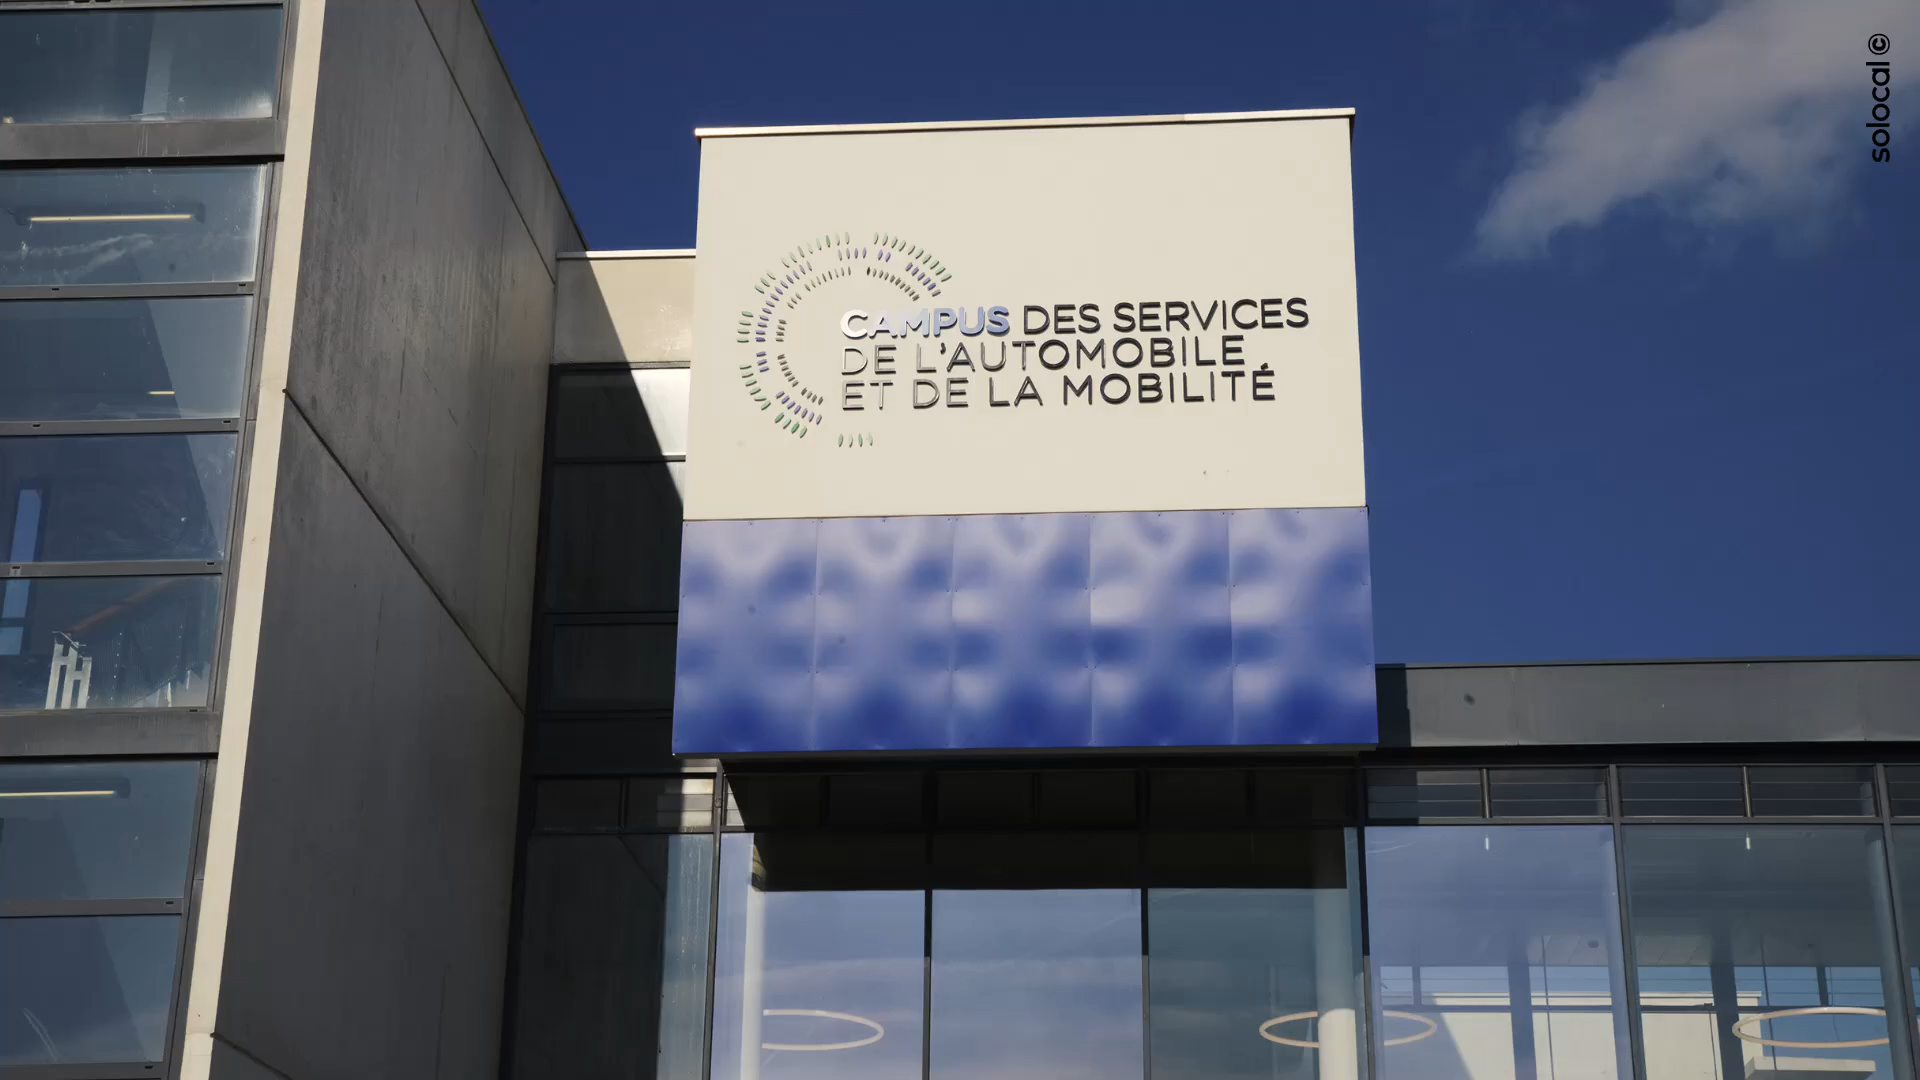 CAMPUS DES SERVICES
DE L'AUTOMOBILE
ET DE LA MOBILITÉ
solocal ©